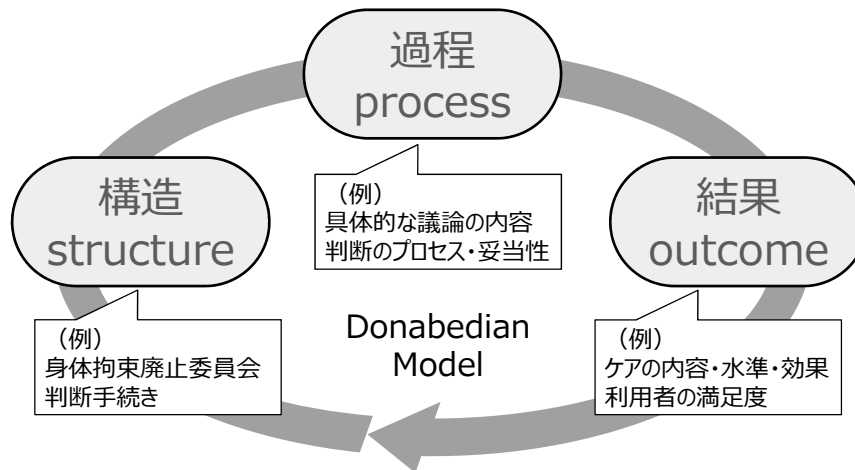 過程
process
（例）
具体的な議論の内容
判断のプロセス・妥当性
構造
structure
（例）
身体拘束廃止委員会
判断手続き
結果
outcome
（例）
ケアの内容・水準・効果
利用者の満足度
Donabedian
Model